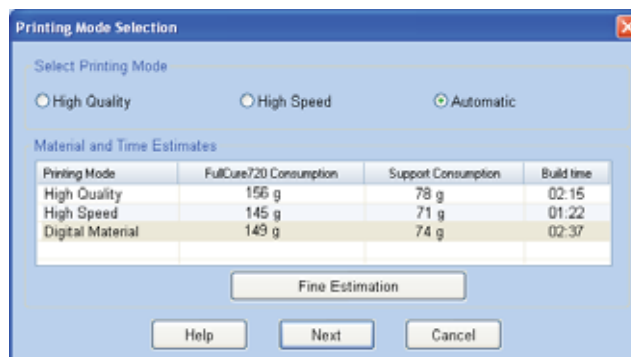 Printing Mode Selection
Select Printing Mode
High Quality High Speed Automatic
Material and Time Estimates
Printing Mode FullCure720 Consumption Support Consumption Build time
High Quality 156 g 78 g 02:15
High Speed 145 g 71 g 01:22
Digital Material 149 g 74 g 02:37
Fine Estimation
Help Next Cancel